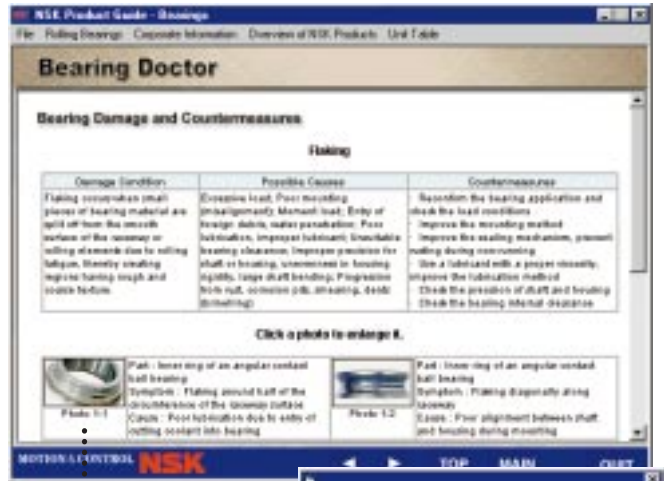 NSK Product Guide - Bearings
File Rolling Bearings Corporate Information Overview of NSK Products Unit Table
Bearing Doctor
Bearing Damage and Countermeasures
Flaking
Damage Condition
Flaking occurs when small
pieces of bearing material are
split off from the smooth
surface of the raceway or
rolling elements due to rolling
fatigue, thereby creating
regions having rough and
coarse texture.
Possible Causes
Excessive load; Poor mounting
(misalignment); Moment load; Entry of
foreign debris, water penetration; Poor
lubrication, improper lubricant; Unsuitable
bearing clearance; Improper precision for
shaft or housing, unevenness in housing
rigidity, large shaft bending; Progression
from rust, corrosion pits, smearing, dents
(brinelling)
Countermeasures
· Reconfirm the bearing application and
check the load conditions
· Improve the mounting method
· Improve the sealing mechanism, prevent
rusting during non-running
· Use a lubricant with a proper viscosity,
improve the lubrication method
· Check the precision of shaft and housing
· Check the bearing internal clearance
Click a photo to enlarge it.
Photo 1-1
Part : Inner ring of an angular contact
ball bearing
Symptom : Flaking around half of the
circumference of the raceway surface
Cause : Poor lubrication due to entry of
cutting coolant into bearing
Photo 1-2
Part : Inner ring of an angular contact
ball bearing
Symptom : Flaking diagonally along
raceway
Cause : Poor alignment between shaft
and housing during mounting
MOTION & CONTROL NSK TOP MAIN QUIT